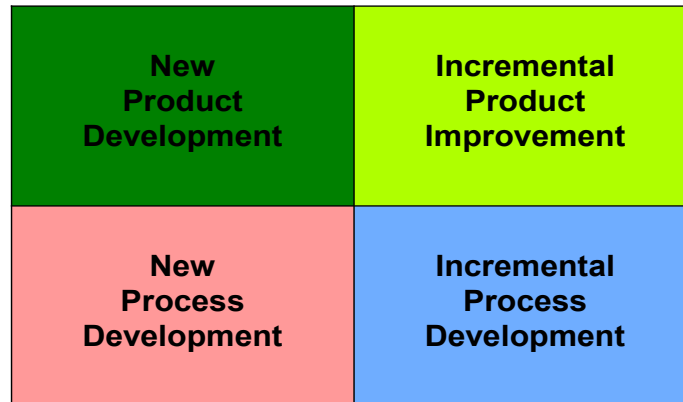 New
Product
Development
Incremental
Product
Improvement
New
Process
Development
Incremental
Process
Development